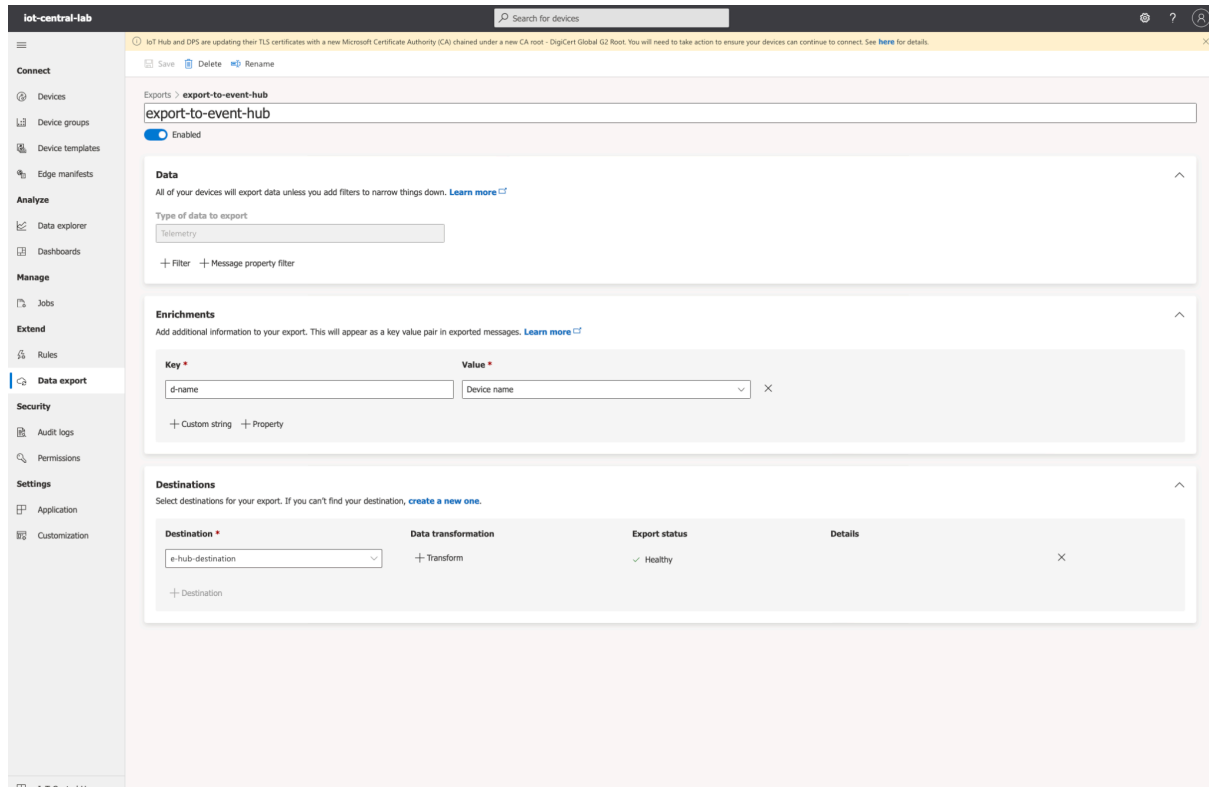 iot-central-lab
Search for devices
IoT Hub and DPS are updating their TLS certificates with a new Microsoft Certificate Authority (CA) chained under a new CA root - DigiCert Global G2 Root. You will need to take action to ensure your devices can continue to connect. See here for details.
Save Delete Rename
Connect
Devices
Device groups
Device templates
Edge manifests
Analyze
Data explorer
Dashboards
Manage
Jobs
Extend
Rules
Data export
Security
Audit logs
Permissions
Settings
Application
Customization
Exports > export-to-event-hub
export-to-event-hub
Enabled
Data
All of your devices will export data unless you add filters to narrow things down. Learn more
Type of data to export
Telemetry
+ Filter + Message property filter
Enrichments
Add additional information to your export. This will appear as a key value pair in exported messages. Learn more
Key * Value *
d-name Device name
+ Custom string + Property
Destinations
Select destinations for your export. If you can't find your destination, create a new one.
Destination * Data transformation Export status Details
e-hub-destination + Transform Healthy
+ Destination